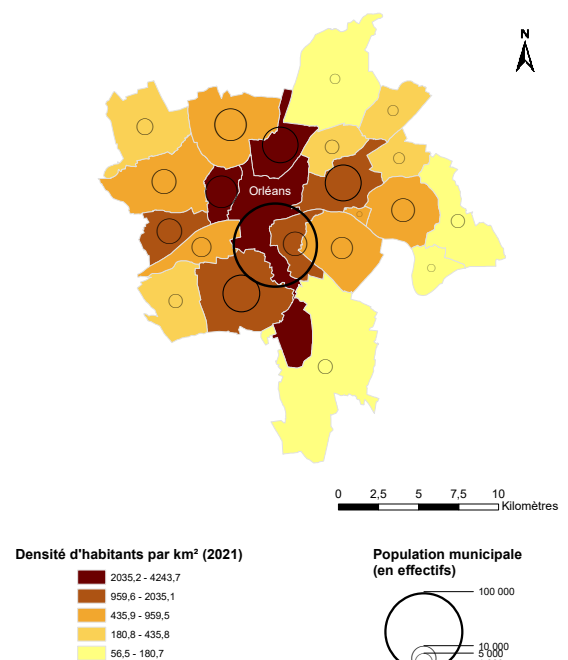 N
Orléans
0 2,5 5 7,5 10
Kilomètres
Densité d'habitants par km² (2021)
2035,2 - 4243,7
959,6 - 2035,1
435,9 - 959,5
180,8 - 435,8
56,5 - 180,7
Population municipale
(en effectifs)
100 000
10 000
5 000